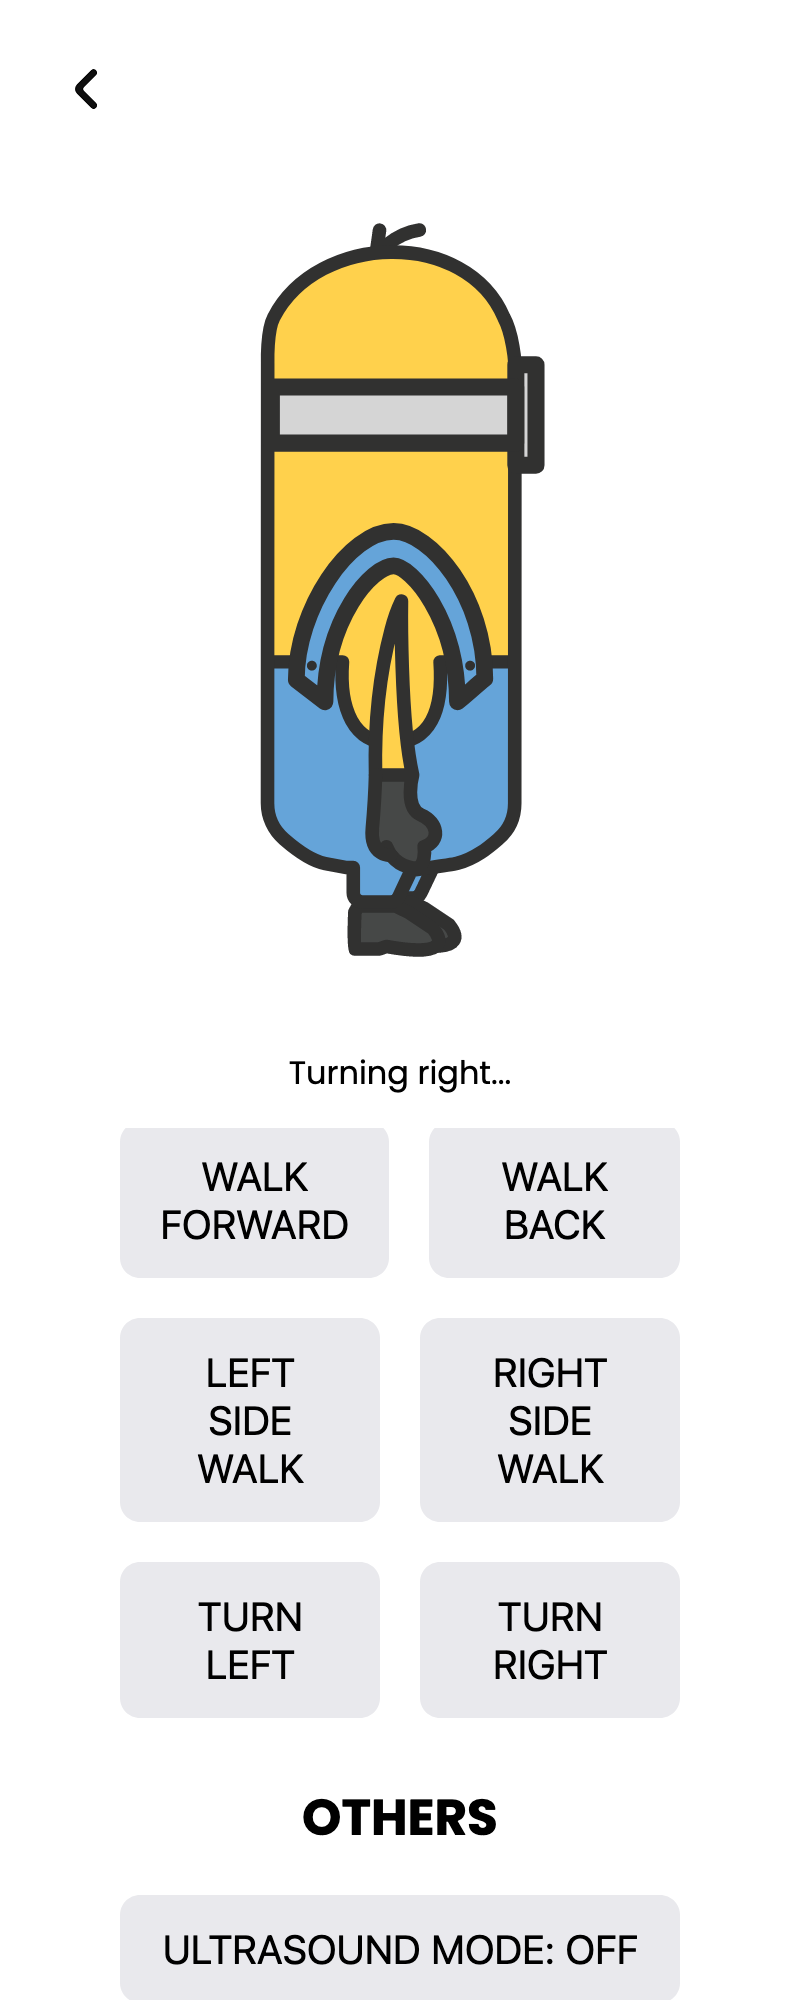 Turning right...
WALK
FORWARD
WALK
BACK
LEFT
SIDE
WALK
RIGHT
SIDE
WALK
TURN
LEFT
TURN
RIGHT
OTHERS
ULTRASOUND MODE: OFF